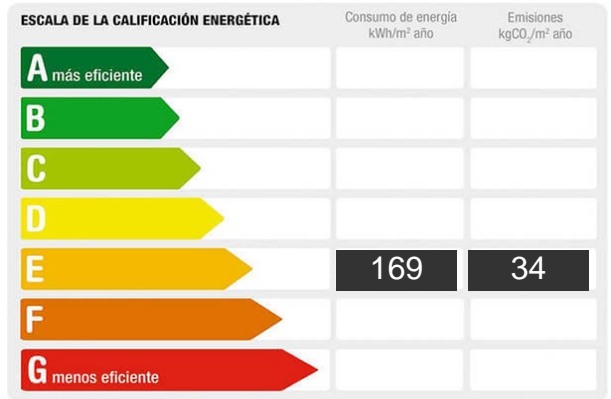 ESCALA DE LA CALIFICACIÓN ENERGÉTICA
Consumo de energía
kWh/m² año
Emisiones
kgCO₂/m² año
A más eficiente
B
C
D
E 169 34
F
G menos eficiente